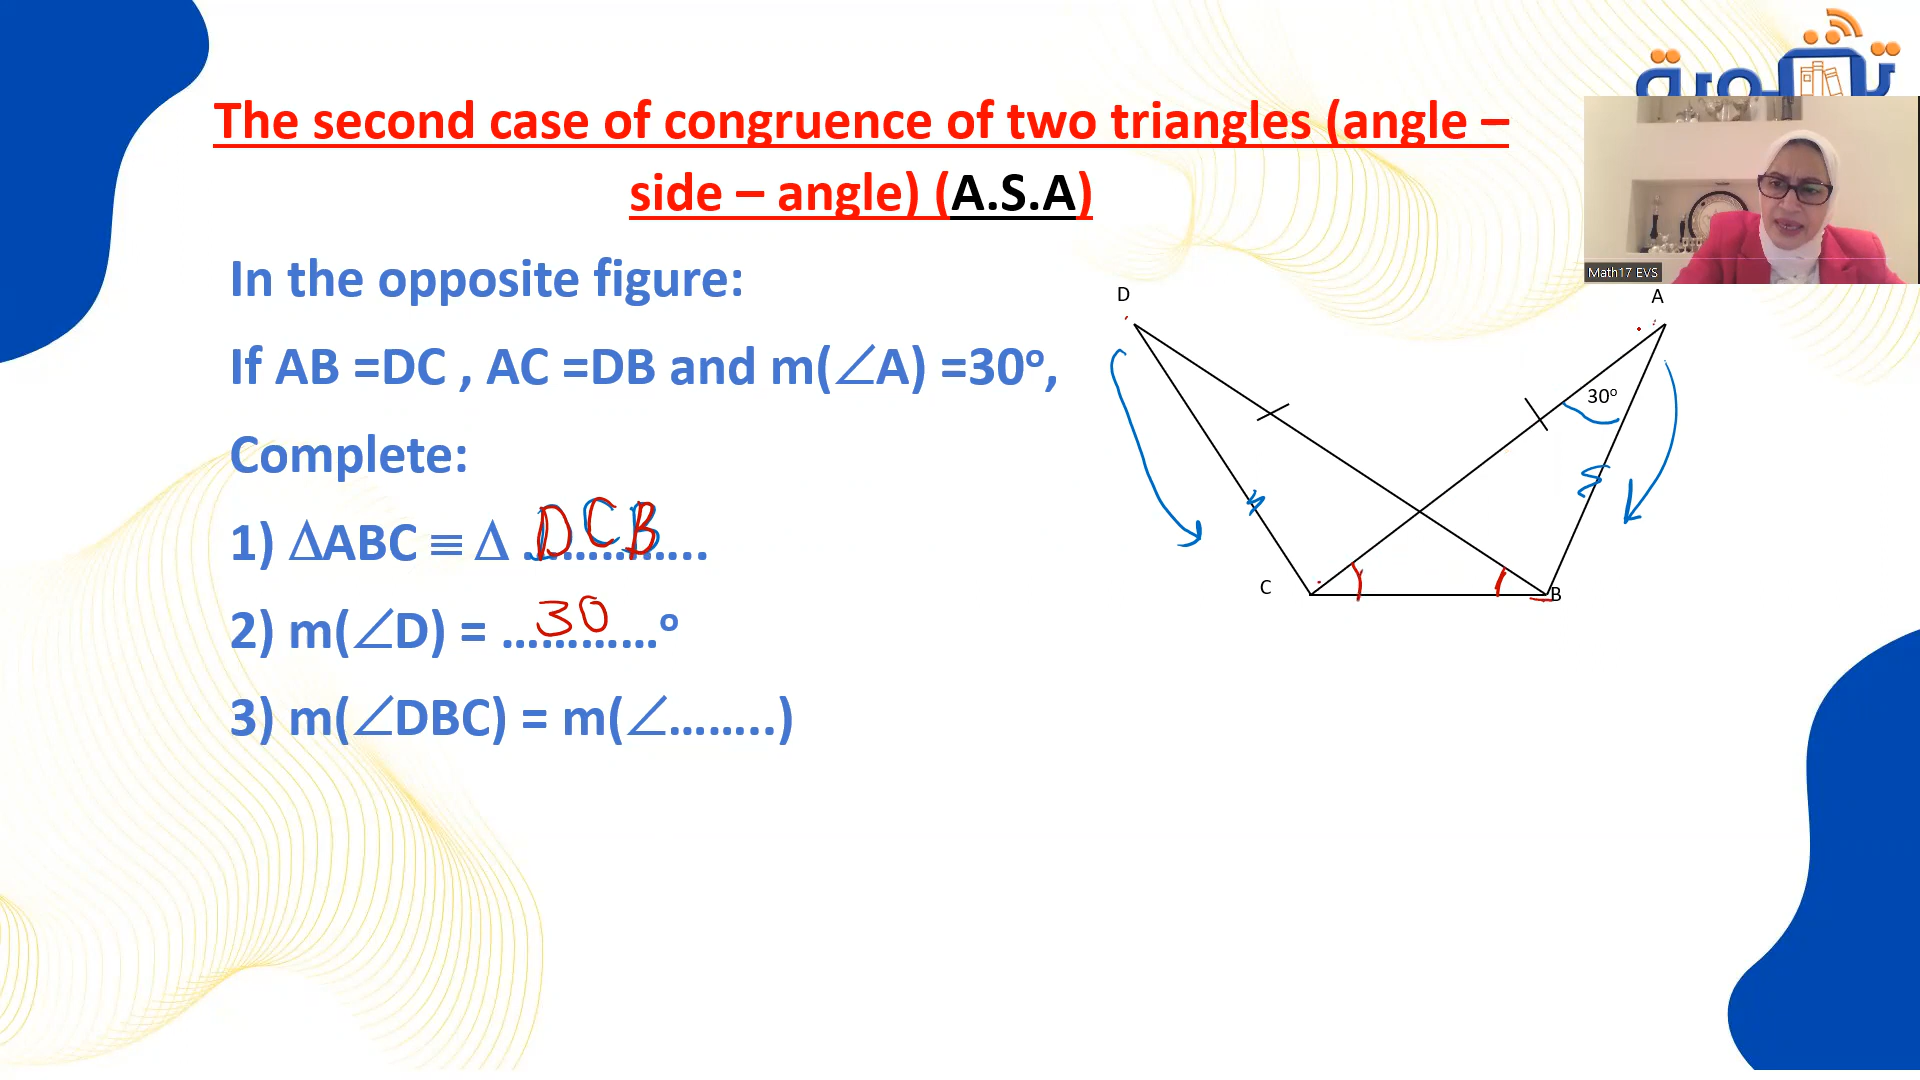 The second case of congruence of two triangles (angle –
side – angle) (A.S.A)
In the opposite figure:
If AB =DC , AC =DB and m(∠A) =30º,
Complete:
1) ΔABC ≡ Δ ………….. DCB
2) m(∠D) = …………º 30
3) m(∠DBC) = m(∠……..)
D
A
30º
C
B
Math17 EVS